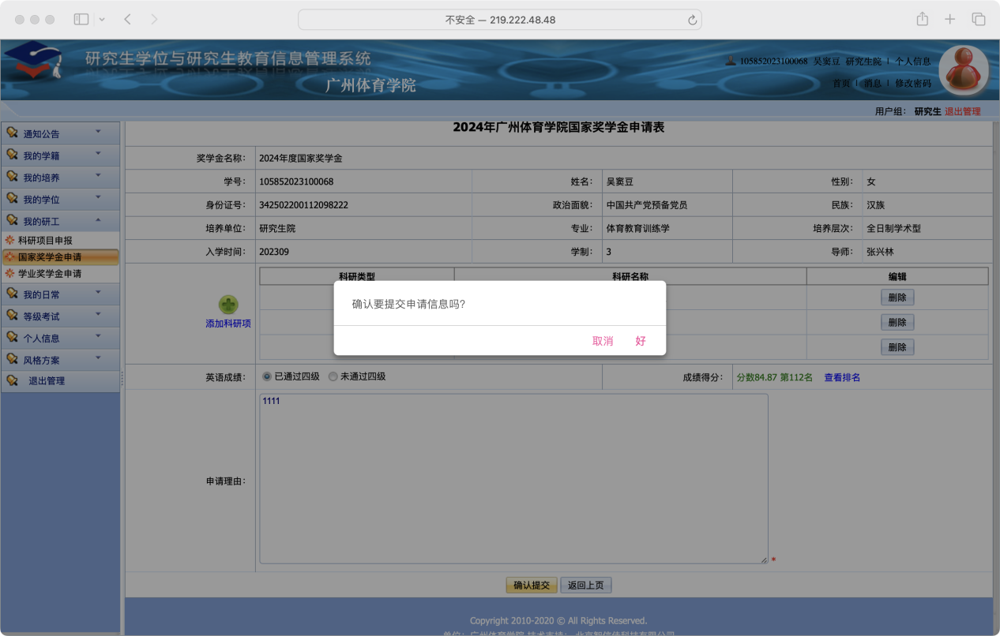 不安全 — 219.222.48.48
研究生学位与研究生教育信息管理系统
广州体育学院
105852023100068 吴窦豆 研究生院 | 个人信息
首页 | 消息 | 修改密码
用户组： 研究生 退出管理
通知公告
我的学籍
我的培养
我的学位
我的研工
科研项目申报
国家奖学金申请
学业奖学金申请
我的日常
等级考试
个人信息
风格方案
退出管理
2024年广州体育学院国家奖学金申请表
奖学金名称： 2024年度国家奖学金
学号： 105852023100068 姓名： 吴窦豆 性别： 女
身份证号： 342502200112098222 政治面貌： 中国共产党预备党员 民族： 汉族
培养单位： 研究生院 专业： 体育教育训练学 培养层次： 全日制学术型
入学时间： 202309 学制： 3 导师： 张兴林
科研类型 科研名称 编辑
删除
删除
删除
添加科研项
确认要提交申请信息吗?
取消 好
英语成绩： 已通过四级 未通过四级 成绩得分： 分数84.87 第112名 查看排名
申请理由：
1111
*
确认提交 返回上页
Copyright 2010-2020 © All Rights Reserved.
单位：广州体育学院 技术支持：